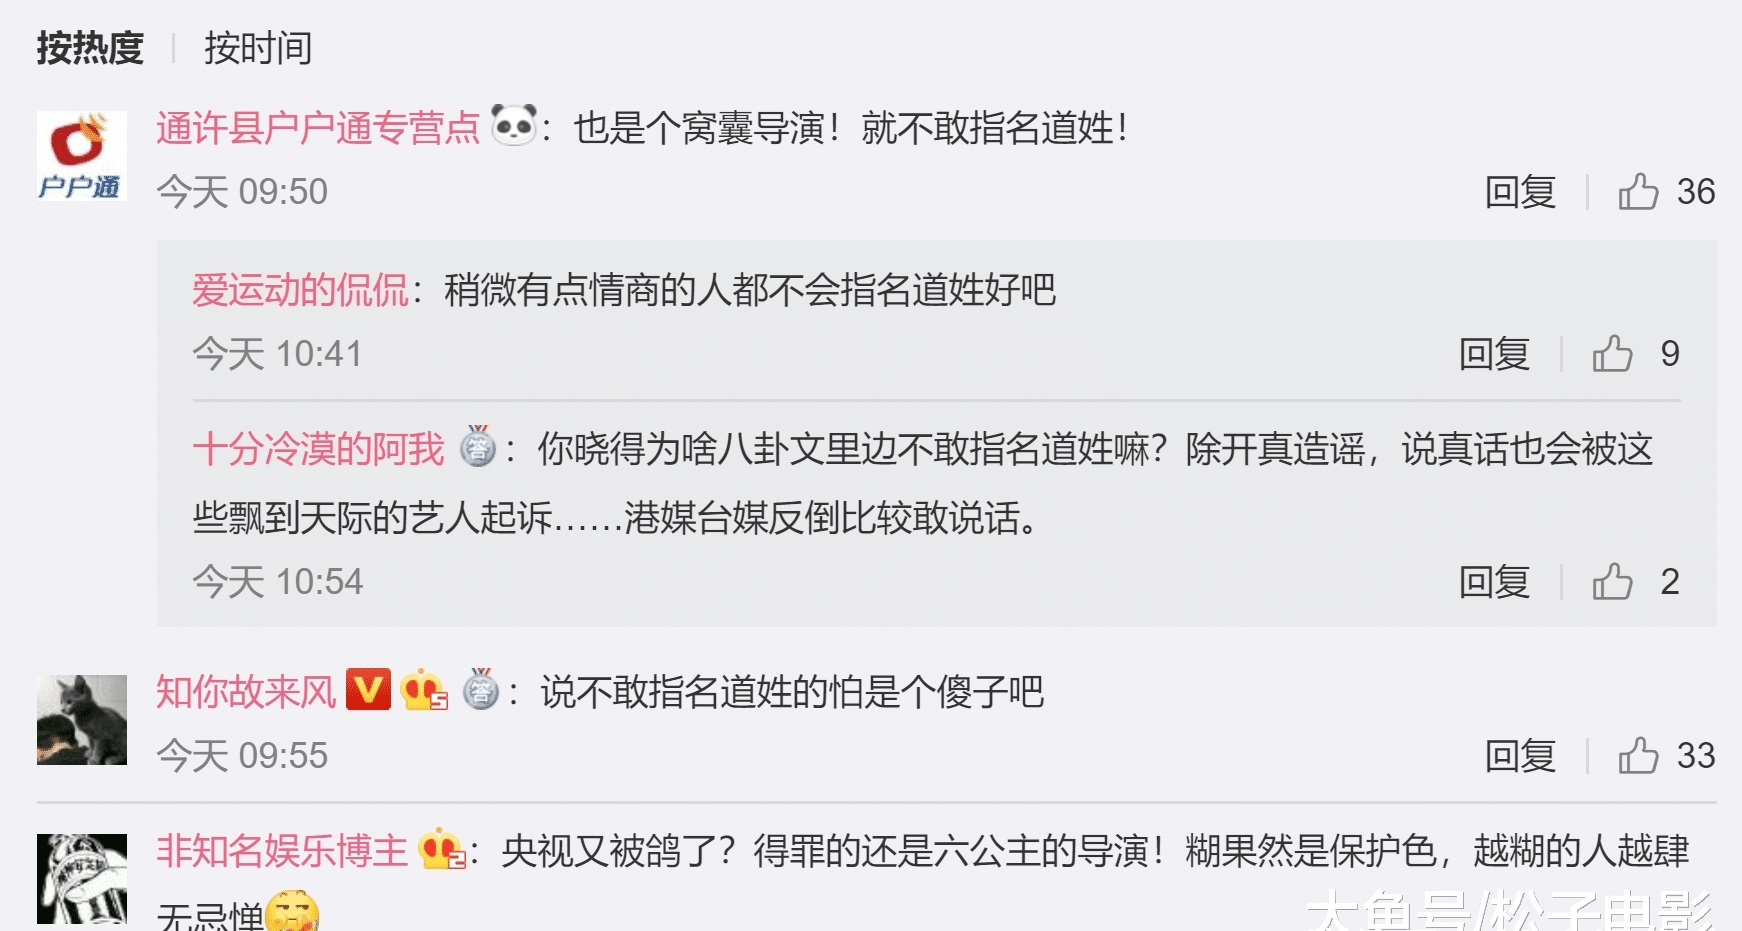 按热度 | 按时间
通许县户户通专营点：也是个窝囊导演！就不敢指名道姓！
户户通
今天 09:50 回复 36
爱运动的侃侃：稍微有点情商的人都不会指名道姓好吧
今天 10:41 回复 9
十分冷漠的阿我 答：你晓得为啥八卦文里边不敢指名道姓嘛？除开真造谣，说真话也会被这
些飘到天际的艺人起诉……港媒台媒反倒比较敢说话。
今天 10:54 回复 2
知你故来风 V 5 答：说不敢指名道姓的怕是个傻子吧
今天 09:55 回复 33
非知名娱乐博主 2：央视又被鸽了？得罪的还是六公主的导演！糊果然是保护色，越糊的人越肆
无忌惮
大鱼号/松子电影